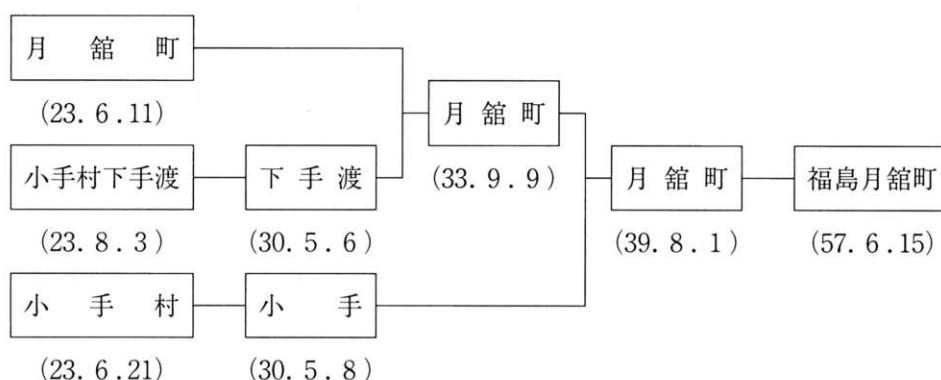 月舘町
(23.6.11)
小手村下手渡
(23.8.3)
小手村
(23.6.21)
下手渡
(30.5.6)
小手
(30.5.8)
月舘町
(33.9.9)
月舘町
(39.8.1)
福島月舘町
(57.6.15)